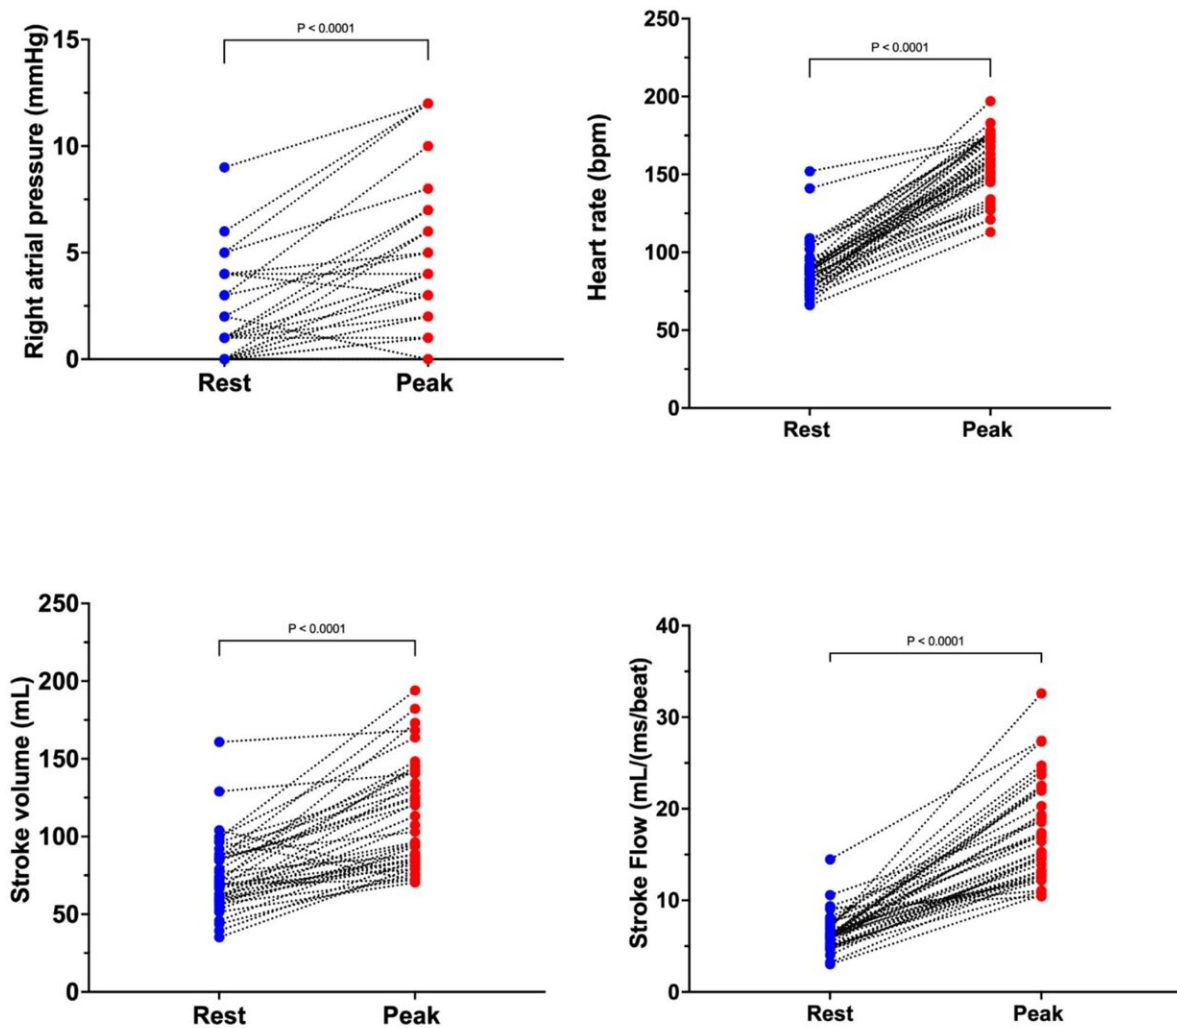 P < 0.0001
Right atrial pressure (mmHg)
15
10
5
0
Rest Peak
P < 0.0001
Heart rate (bpm)
250
200
150
100
50
0
Rest Peak
P < 0.0001
Stroke volume (mL)
250
200
150
100
50
0
Rest Peak
P < 0.0001
Stroke Flow (mL/(ms/beat)
40
30
20
10
0
Rest Peak